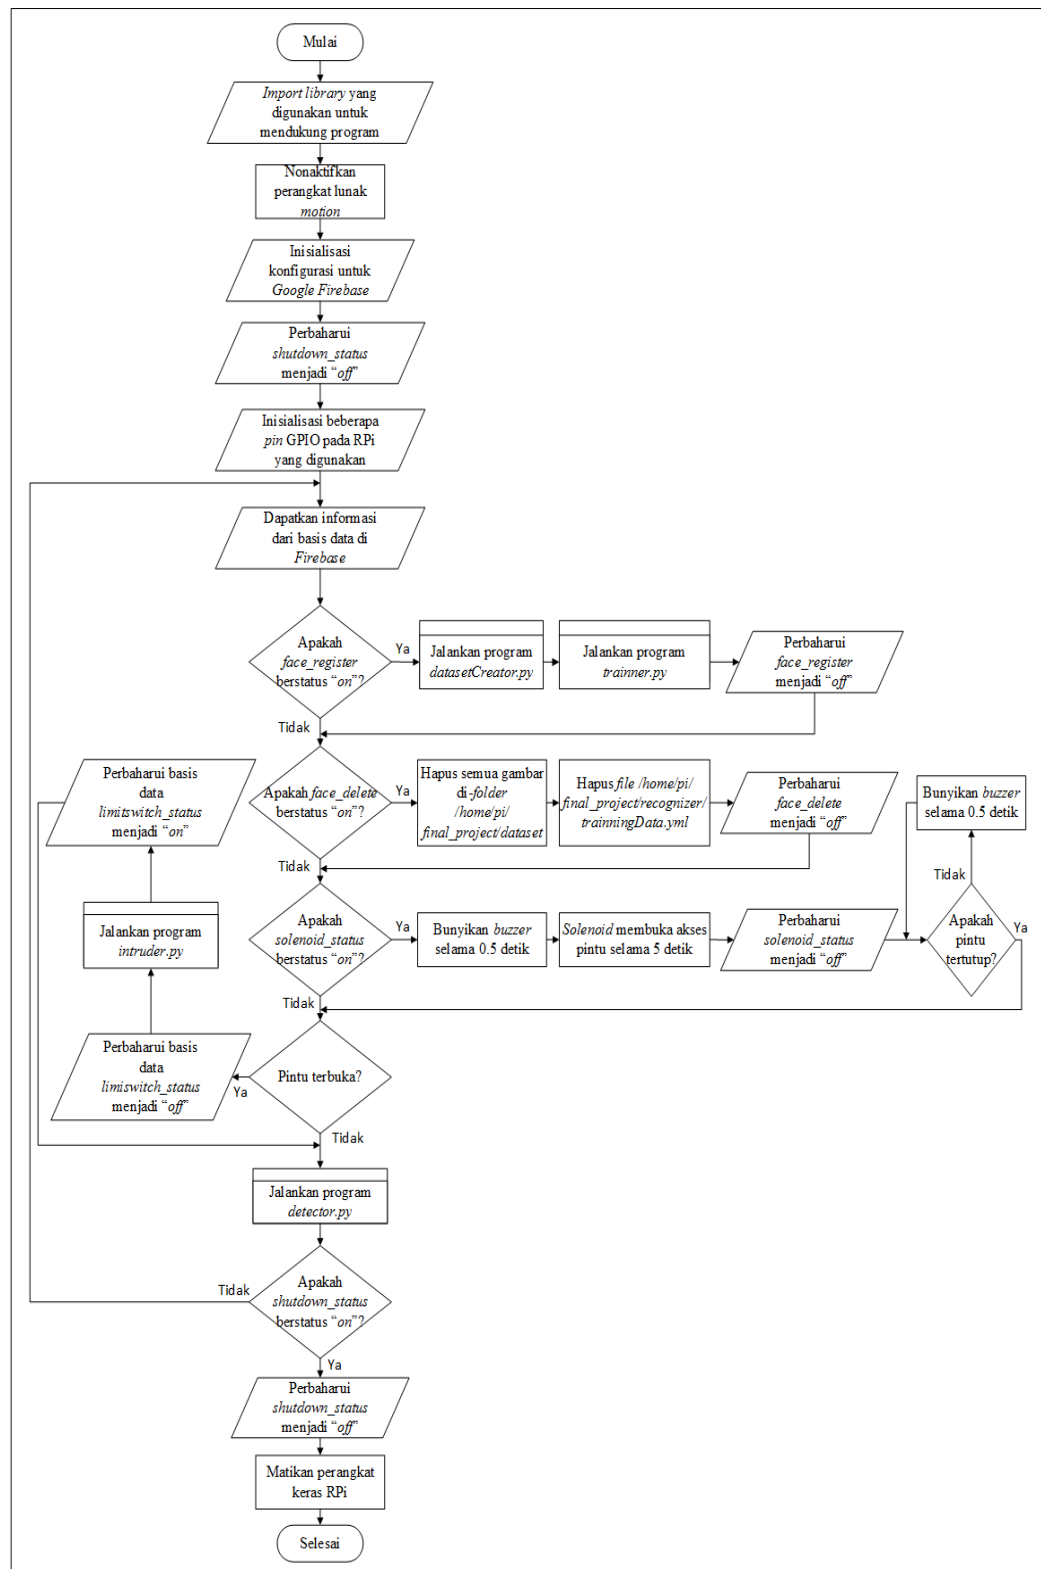 Mulai
Import library yang
digunakan untuk
mendukung program
Nonaktifkan
perangkat lunak
motion
Inisialisasi
konfigurasi untuk
Google Firebase
Perbaharui
shutdown_status
menjadi “off”
Inisialisasi beberapa
pin GPIO pada RPi
yang digunakan
Dapatkan informasi
dari basis data di
Firebase
Apakah
face_register
berstatus “on”?
Ya
Jalankan program
datasetCreator.py
Jalankan program
trainner.py
Perbaharui
face_register
menjadi “off”
Tidak
Apakah face_delete
berstatus “on”?
Ya
Hapus semua gambar
di-folder
/home/pi/
final_project/dataset
Hapus file /home/pi/
final_project/recognizer/
trainningData.yml
Perbaharui
face_delete
menjadi “off”
Tidak
Apakah
solenoid_status
berstatus “on”?
Ya
Bunyikan buzzer
selama 0.5 detik
Solenoid membuka akses
pintu selama 5 detik
Perbaharui
solenoid_status
menjadi “off”
Apakah
pintu
tertutup?
Tidak
Bunyikan buzzer
selama 0.5 detik
Ya
Tidak
Pintu terbuka?
Ya
Perbaharui basis
data
limiswitch_status
menjadi “off”
Jalankan program
intruder.py
Perbaharui basis
data
limitswitch_status
menjadi “on”
Tidak
Jalankan program
detector.py
Apakah
shutdown_status
berstatus “on”?
Tidak
Ya
Perbaharui
shutdown_status
menjadi “off”
Matikan perangkat
keras RPi
Selesai